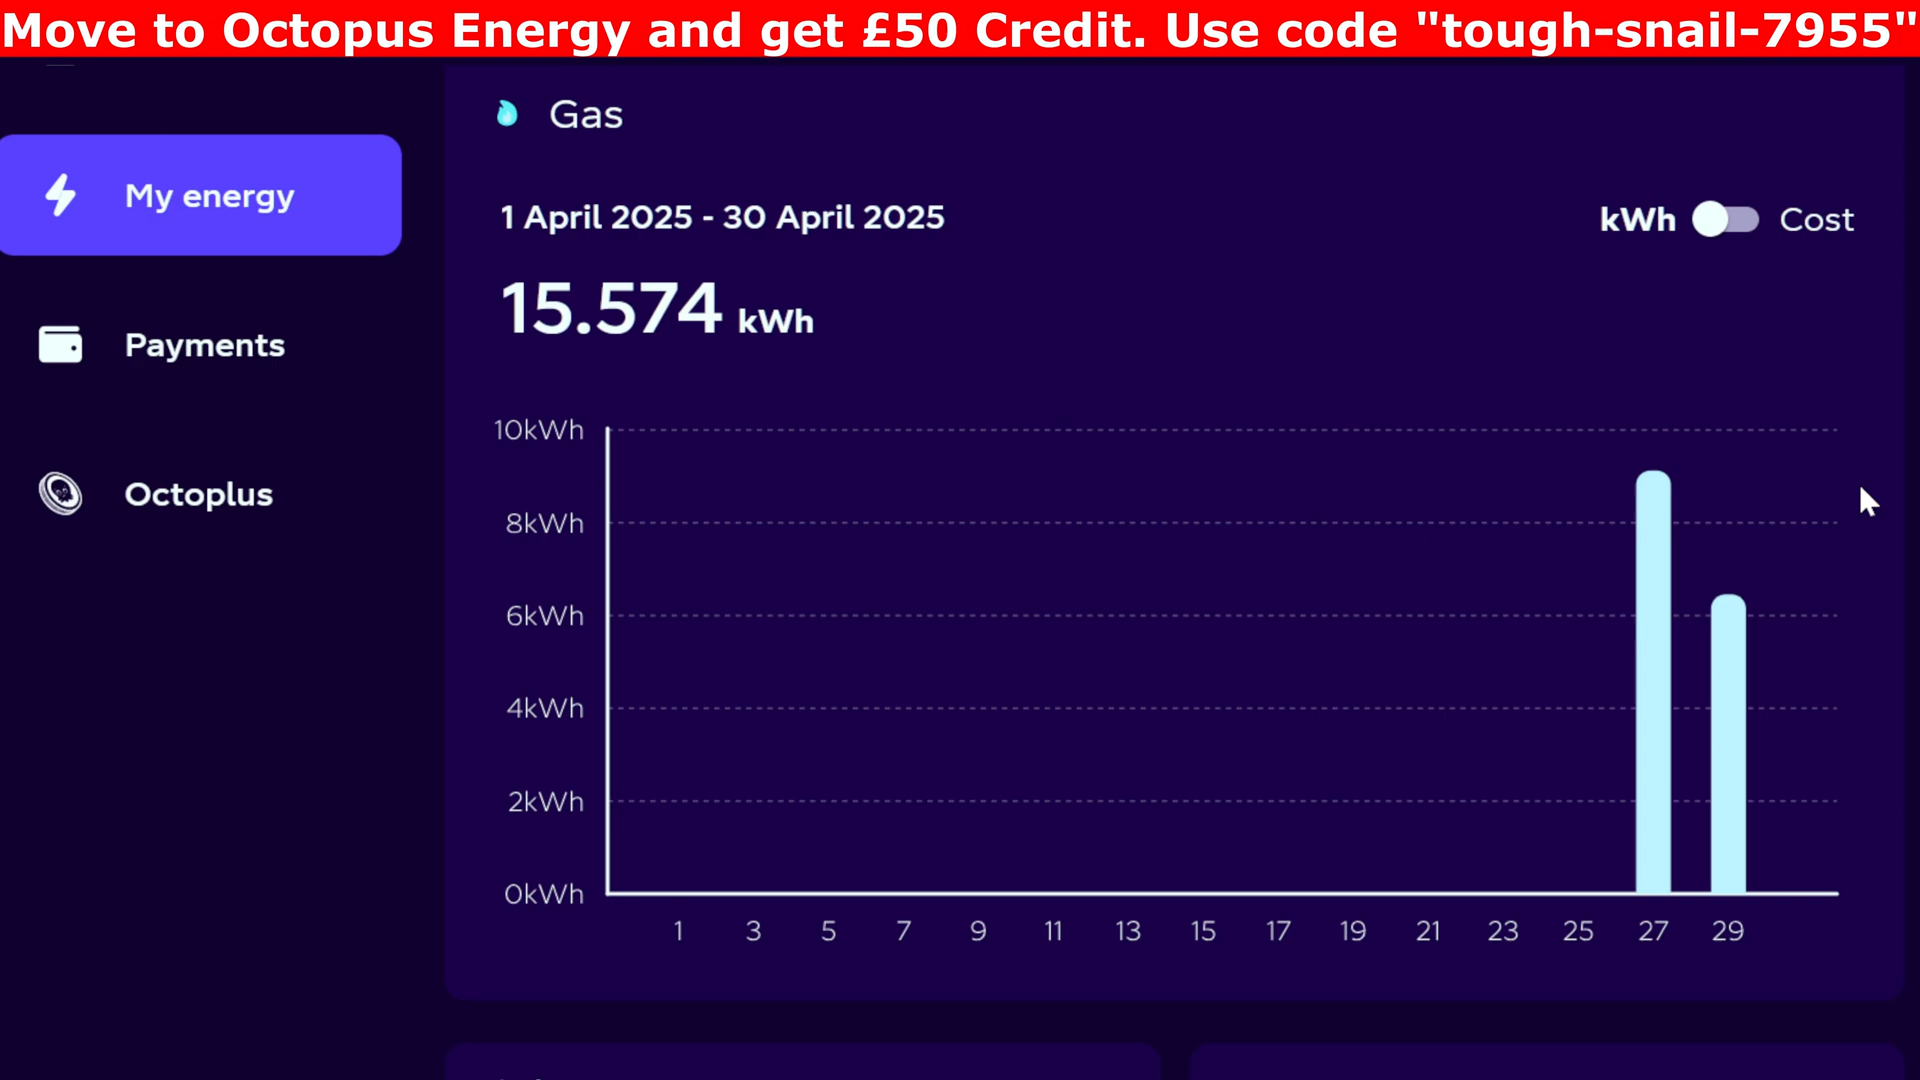 Move to Octopus Energy and get £50 Credit. Use code "tough-snail-7955"
Gas
My energy
1 April 2025 - 30 April 2025
kWh Cost
15.574 kWh
Payments
Octoplus
10kWh
8kWh
6kWh
4kWh
2kWh
0kWh
1 3 5 7 9 11 13 15 17 19 21 23 25 27 29